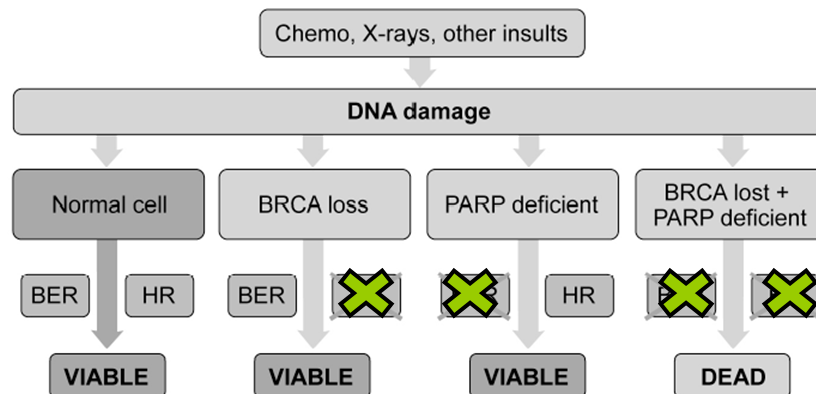 Chemo, X-rays, other insults
DNA damage
Normal cell
BRCA loss
PARP deficient
BRCA lost +
PARP deficient
BER
HR
BER
HR
VIABLE
VIABLE
VIABLE
DEAD